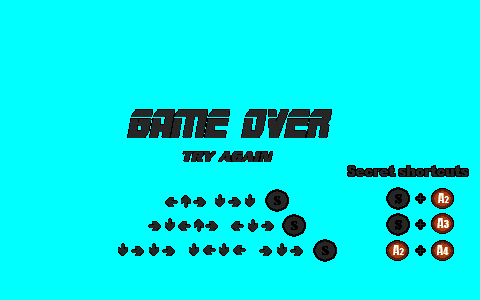 GAME OVER
TRY AGAIN
Secret shortcuts
←↑→ ↓→↓ S
→↓←↑→ ←↓→ S
↓→↓→ ↓←↓←→ →↓→ S
S + A2
S + A3
A2 + A4